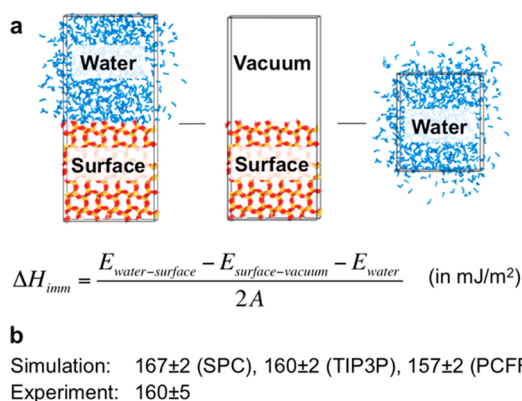 a
Water
Vacuum
Water
Surface
Surface
— —
ΔH_imm = (E_water−surface − E_surface−vacuum − E_water) / 2A (in mJ/m²)
b
Simulation: 167±2 (SPC), 160±2 (TIP3P), 157±2 (PCFF
Experiment: 160±5